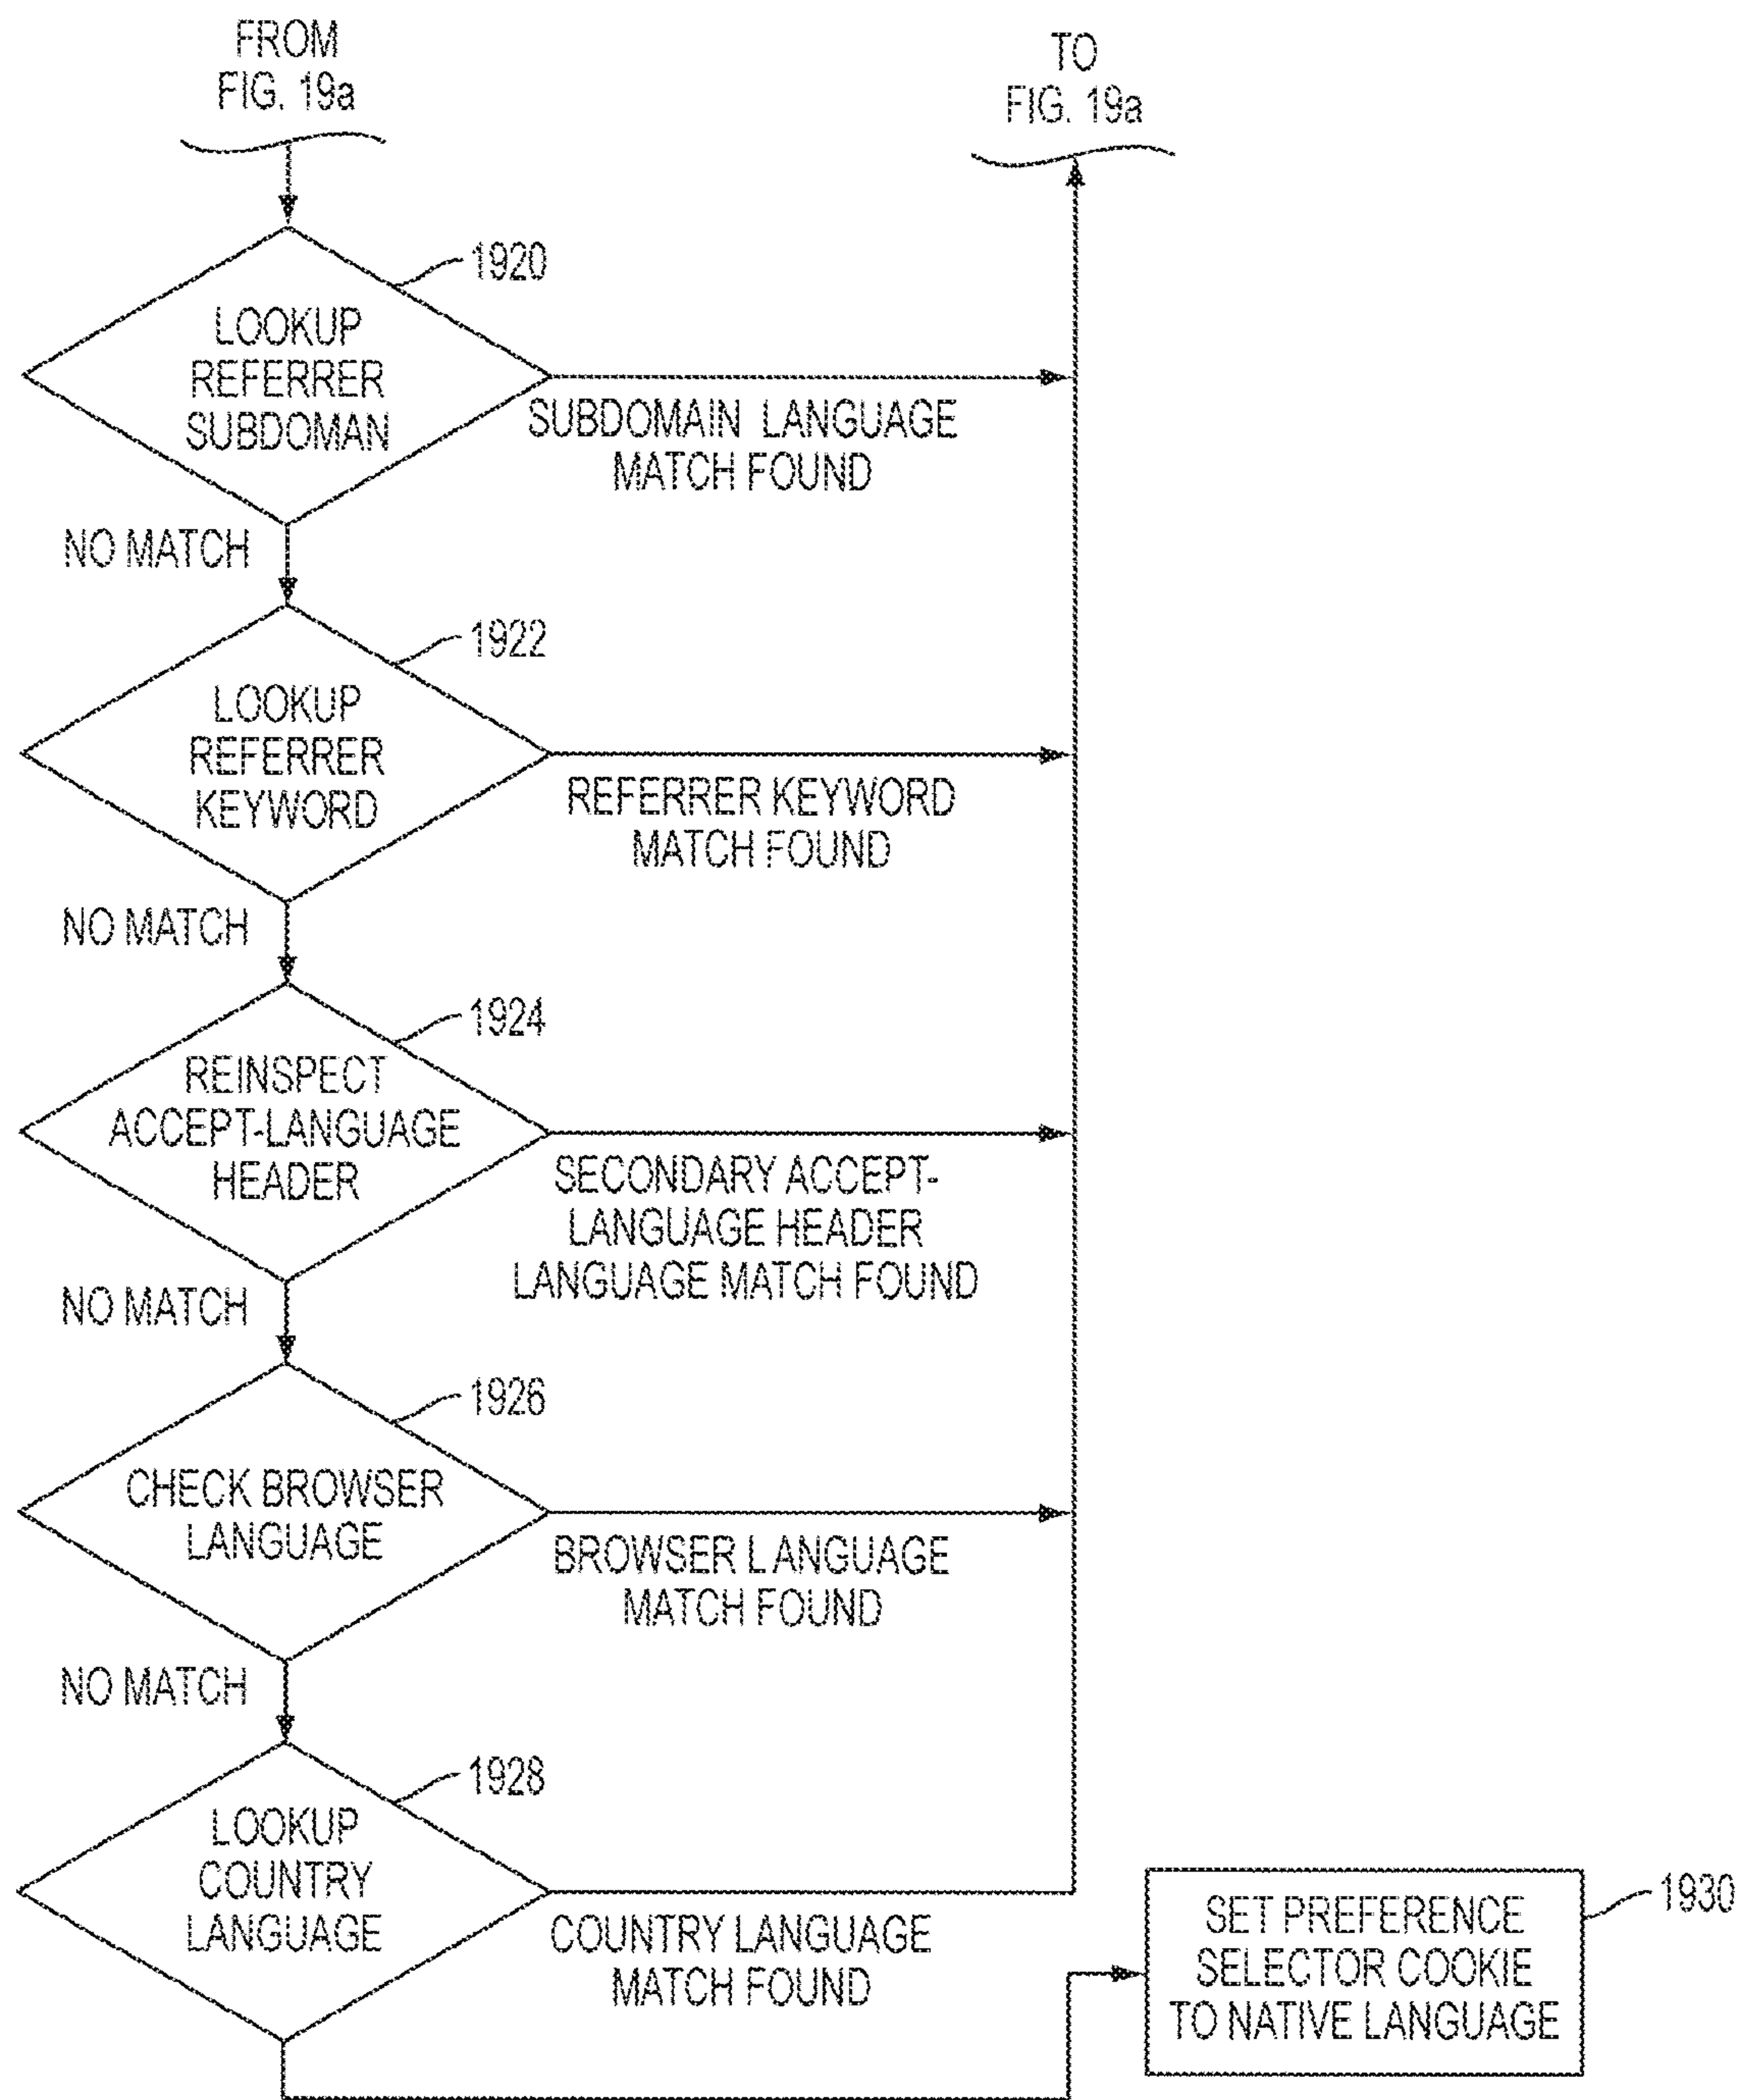 FROM
FIG. 19a
TO
FIG. 19a
1920
LOOKUP
REFERRER
SUBDOMAN
SUBDOMAIN LANGUAGE
MATCH FOUND
NO MATCH
1922
LOOKUP
REFERRER
KEYWORD
REFERRER KEYWORD
MATCH FOUND
NO MATCH
1924
REINSPECT
ACCEPT-LANGUAGE
HEADER
SECONDARY ACCEPT-
LANGUAGE HEADER
LANGUAGE MATCH FOUND
NO MATCH
1926
CHECK BROWSER
LANGUAGE
BROWSER LANGUAGE
MATCH FOUND
NO MATCH
1928
LOOKUP
COUNTRY
LANGUAGE
COUNTRY LANGUAGE
MATCH FOUND
1930
SET PREFERENCE
SELECTOR COOKIE
TO NATIVE LANGUAGE